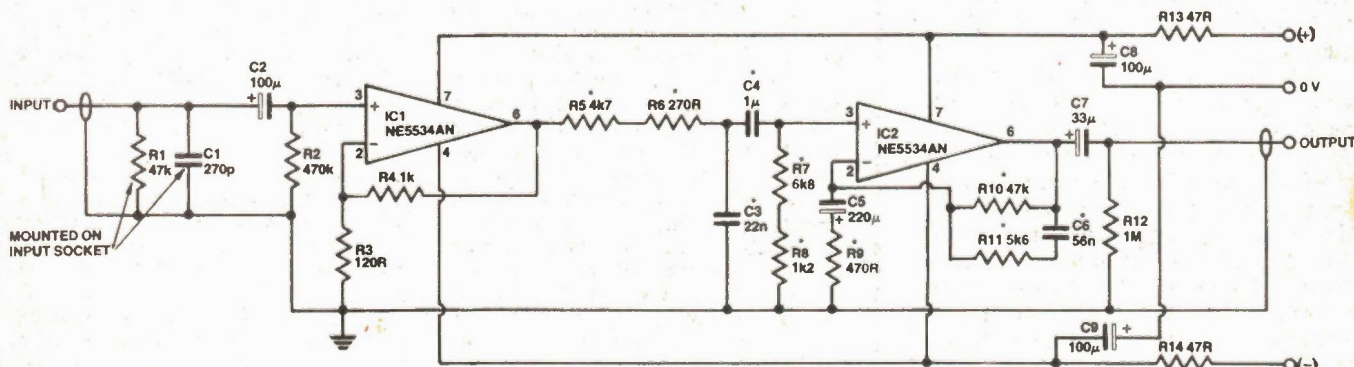 INPUT
R1
47k
C1
270p
MOUNTED ON
INPUT SOCKET
C2
100μ
+
R2
470k
3
+
IC1
NE5534AN
2
−
7
6
4
R4 1k
R3
120R
R5 4k7
R6 270R
C3
22n
C4
1μ
R7
6k8
R8
1k2
3
+
IC2
NE5534AN
2
−
7
6
4
C5
220μ
+
R9
470R
R10 47k
R11 5k6
C6
56n
C7
33μ
+
R12
1M
OUTPUT
R13 47R
(+)
+
C8
100μ
0 V
C9
100μ
+
R14 47R
(−)